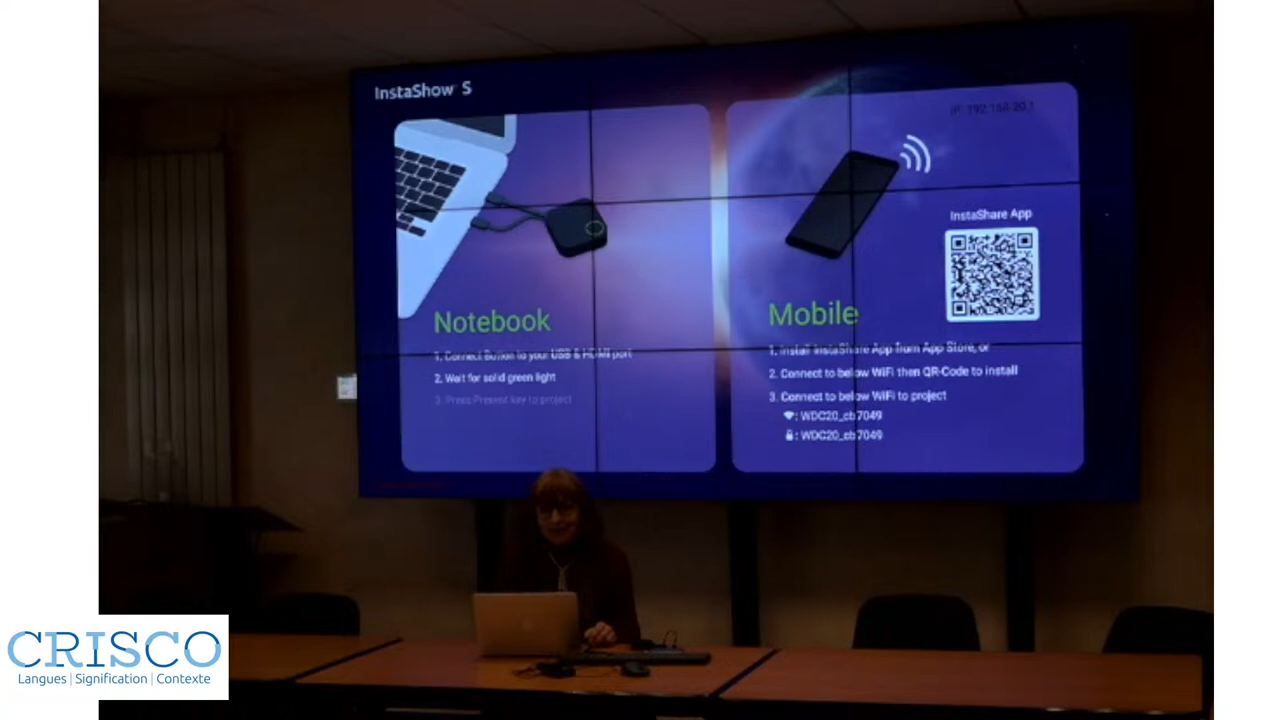 InstaShow™ S
IP: 192.168.20.1
InstaShare App
Notebook
1. Connect Button to your USB & HDMI port
2. Wait for solid green light
3. Press Present key to project
Mobile
1. Install InstaShare App from App Store, or
2. Connect to below WiFi then QR-Code to install
3. Connect to below WiFi to project
: WDC20_cb7049
: WDC20_cb7049
CRISCO
Langues | Signification | Contexte